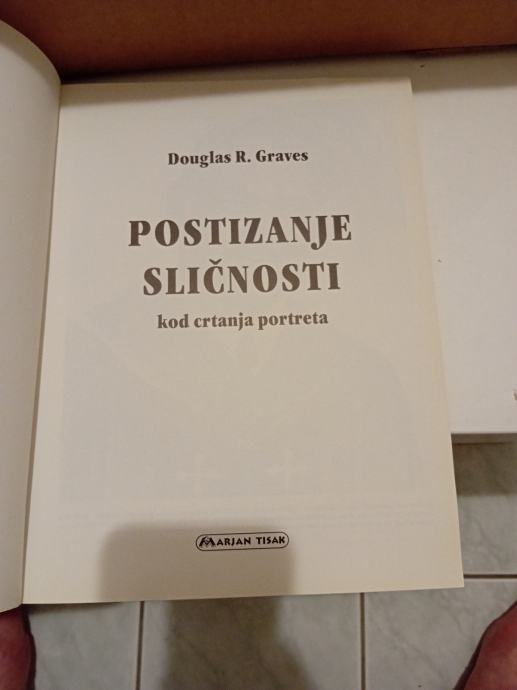 Douglas R. Graves
POSTIZANJE
SLIČNOSTI
kod crtanja portreta
MARJAN TISAK